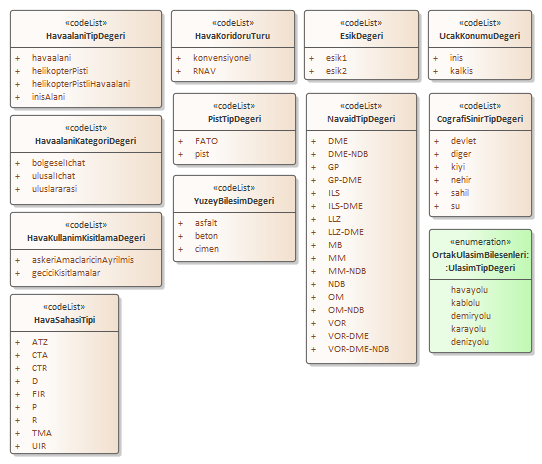 «codeList»
HavaalaniTipDegeri
+ havaalani
+ helikopterPisti
+ helikopterPistliHavaalani
+ inisAlani
«codeList»
HavaKoridoruTuru
+ konvensiyonel
+ RNAV
«codeList»
EsikDegeri
+ esik1
+ esik2
«codeList»
UcakKonumuDegeri
+ inis
+ kalkis
«codeList»
HavaalaniKategoriDegeri
+ bolgeselIchat
+ ulusalIchat
+ uluslararasi
«codeList»
PistTipDegeri
+ FATO
+ pist
«codeList»
NavaidTipDegeri
+ DME
+ DME-NDB
+ GP
+ GP-DME
+ ILS
+ ILS-DME
+ LLZ
+ LLZ-DME
+ MB
+ MM
+ MM-NDB
+ NDB
+ OM
+ OM-NDB
+ VOR
+ VOR-DME
+ VOR-DME-NDB
«codeList»
CografiSinirTipDegeri
+ devlet
+ diger
+ kiyi
+ nehir
+ sahil
+ su
«codeList»
HavaKullanimKisitlamaDegeri
+ askeriAmaclaricinAyrilmis
+ geciciKisitlamalar
«codeList»
YuzeyBilesimDegeri
+ asfalt
+ beton
+ cimen
«enumeration»
OrtakUlasimBilesenleri:
:UlasimTipDegeri
havayolu
kablolu
demiryolu
karayolu
denizyolu
«codeList»
HavaSahasiTipi
+ ATZ
+ CTA
+ CTR
+ D
+ FIR
+ P
+ R
+ TMA
+ UIR